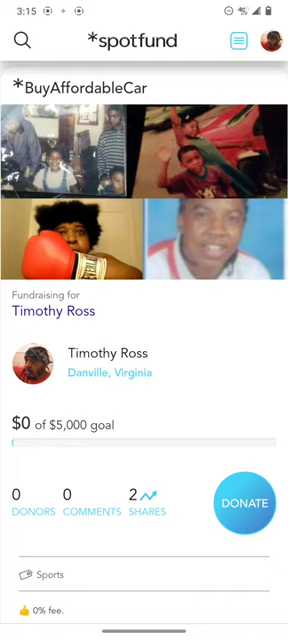 3:15
*spotfund
*BuyAffordableCar
Fundraising for
Timothy Ross
Timothy Ross
Danville, Virginia
$0 of $5,000 goal
0 0 2
DONORS COMMENTS SHARES
DONATE
Sports
👍 0% fee.